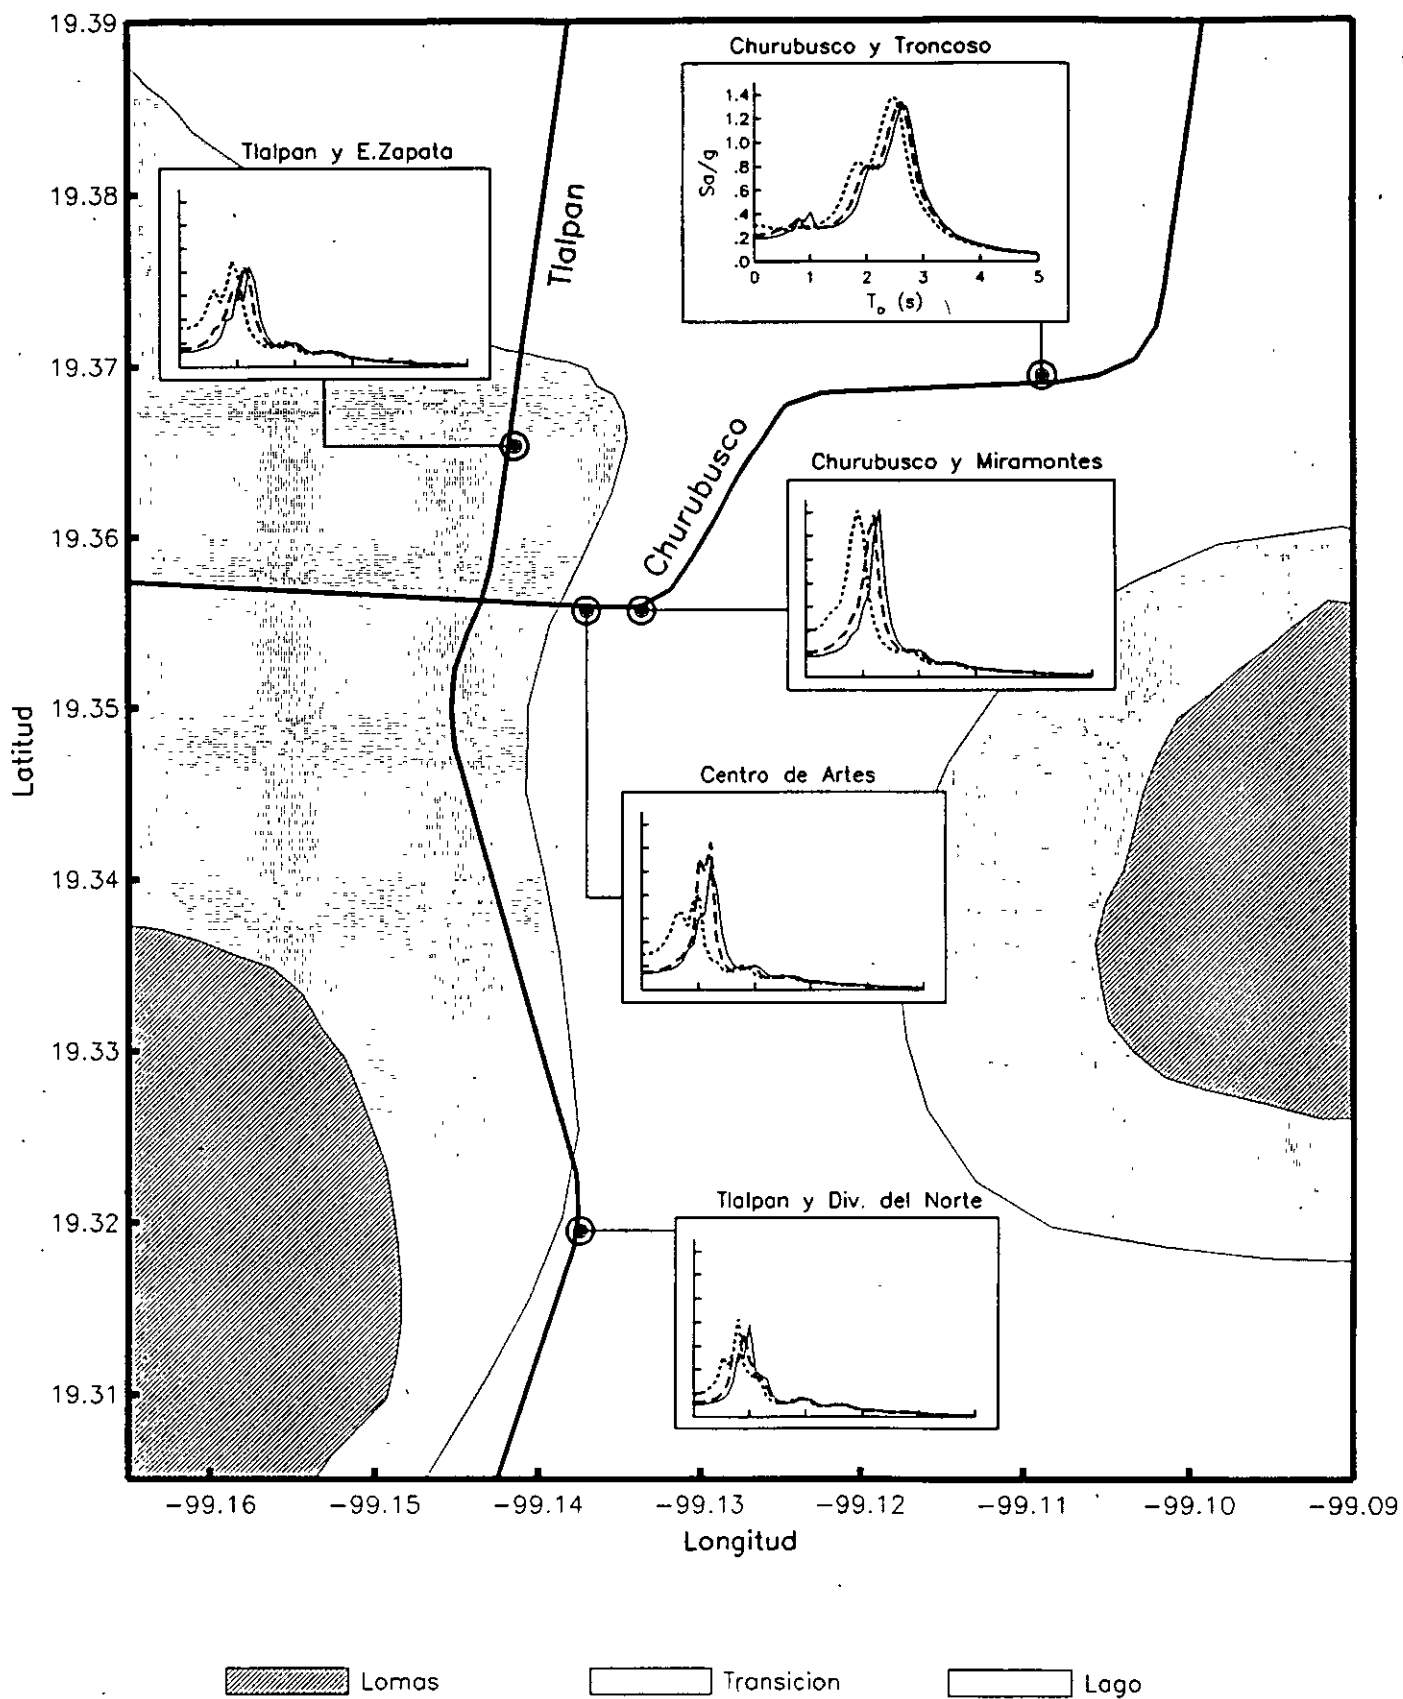 19.39
19.38
19.37
19.36
19.35
19.34
19.33
19.32
19.31
Latitud
Churubusco y Troncoso
1.4
1.2
1.0
.8
.6
.4
.2
.0
Sa/g
0 1 2 3 4 5
To (s)
Tlalpan y E.Zapata
Tlalpan
Churubusco
Churubusco y Miramontes
Centro de Artes
Tlalpan y Div. del Norte
-99.16 -99.15 -99.14 -99.13 -99.12 -99.11 -99.10 -99.09
Longitud
Lomas
Transicion
Lago